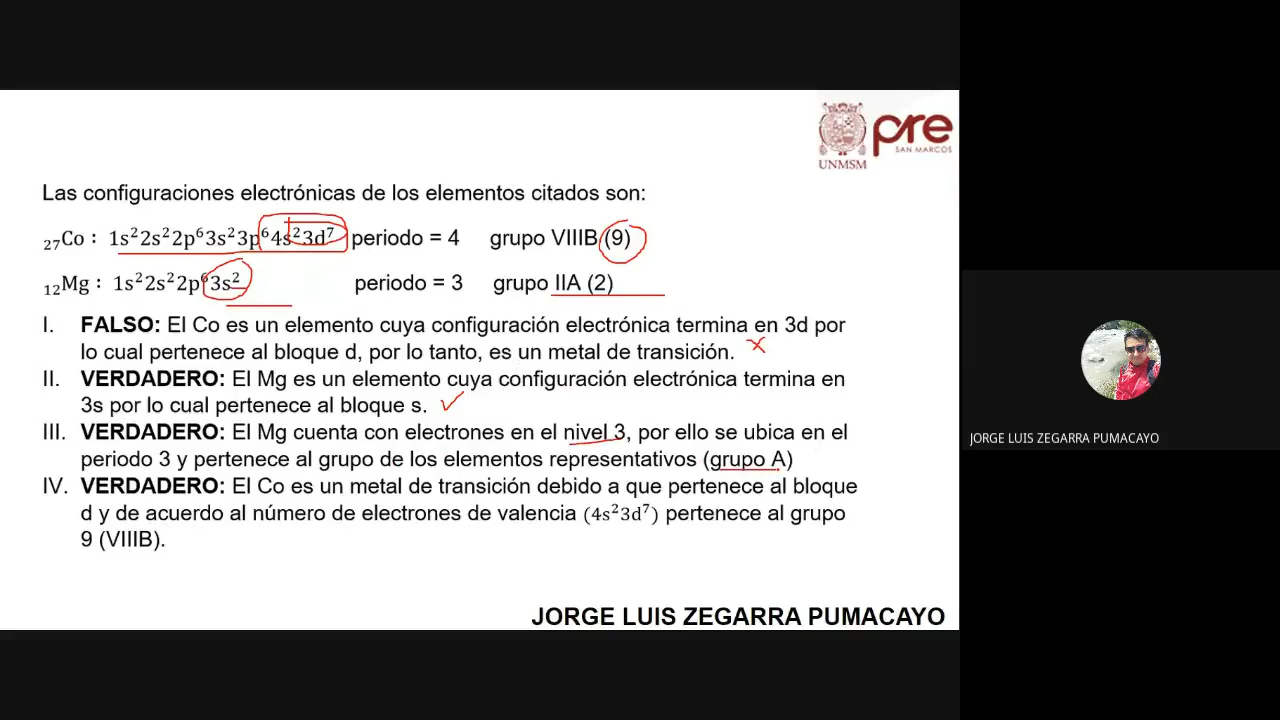 UNMSM
pre
SAN MARCOS
Las configuraciones electrónicas de los elementos citados son:
₂₇Co : 1s²2s²2p⁶3s²3p⁶4s²3d⁷ periodo = 4 grupo VIIIB (9)
₁₂Mg : 1s²2s²2p⁶3s² periodo = 3 grupo IIA (2)
I. FALSO: El Co es un elemento cuya configuración electrónica termina en 3d por
lo cual pertenece al bloque d, por lo tanto, es un metal de transición.
II. VERDADERO: El Mg es un elemento cuya configuración electrónica termina en
3s por lo cual pertenece al bloque s.
III. VERDADERO: El Mg cuenta con electrones en el nivel 3, por ello se ubica en el
periodo 3 y pertenece al grupo de los elementos representativos (grupo A)
IV. VERDADERO: El Co es un metal de transición debido a que pertenece al bloque
d y de acuerdo al número de electrones de valencia (4s²3d⁷) pertenece al grupo
9 (VIIIB).
JORGE LUIS ZEGARRA PUMACAYO
JORGE LUIS ZEGARRA PUMACAYO